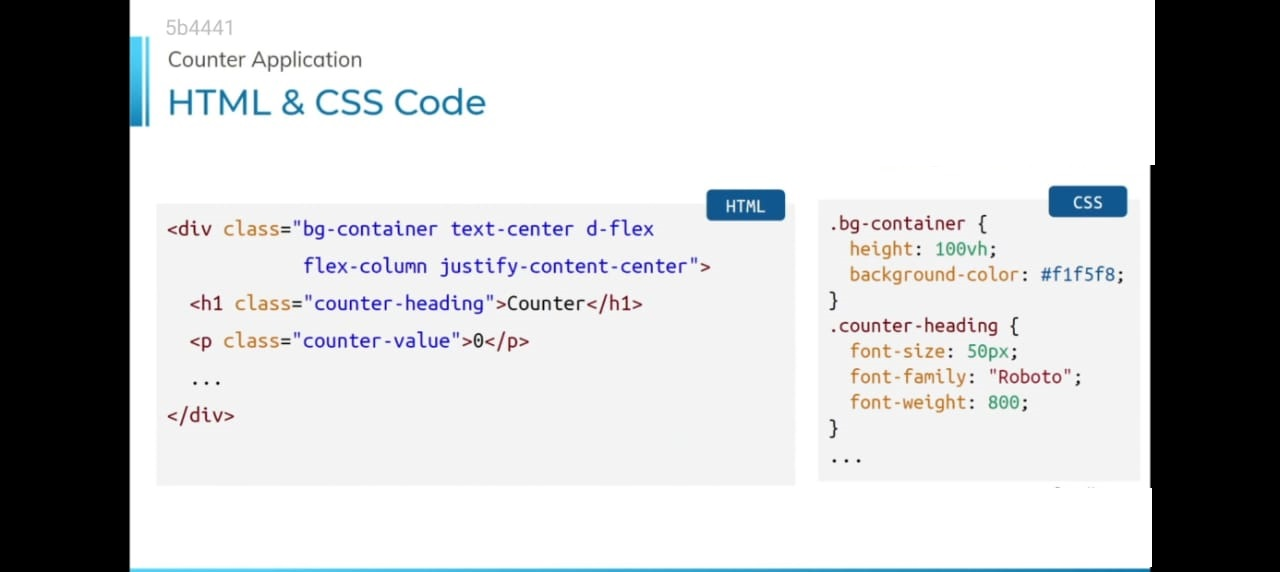 5b4441
Counter Application
HTML & CSS Code
HTML
<div class="bg-container text-center d-flex
flex-column justify-content-center">
<h1 class="counter-heading">Counter</h1>
<p class="counter-value">0</p>
...
</div>
CSS
.bg-container {
height: 100vh;
background-color: #f1f5f8;
}
.counter-heading {
font-size: 50px;
font-family: "Roboto";
font-weight: 800;
}
...